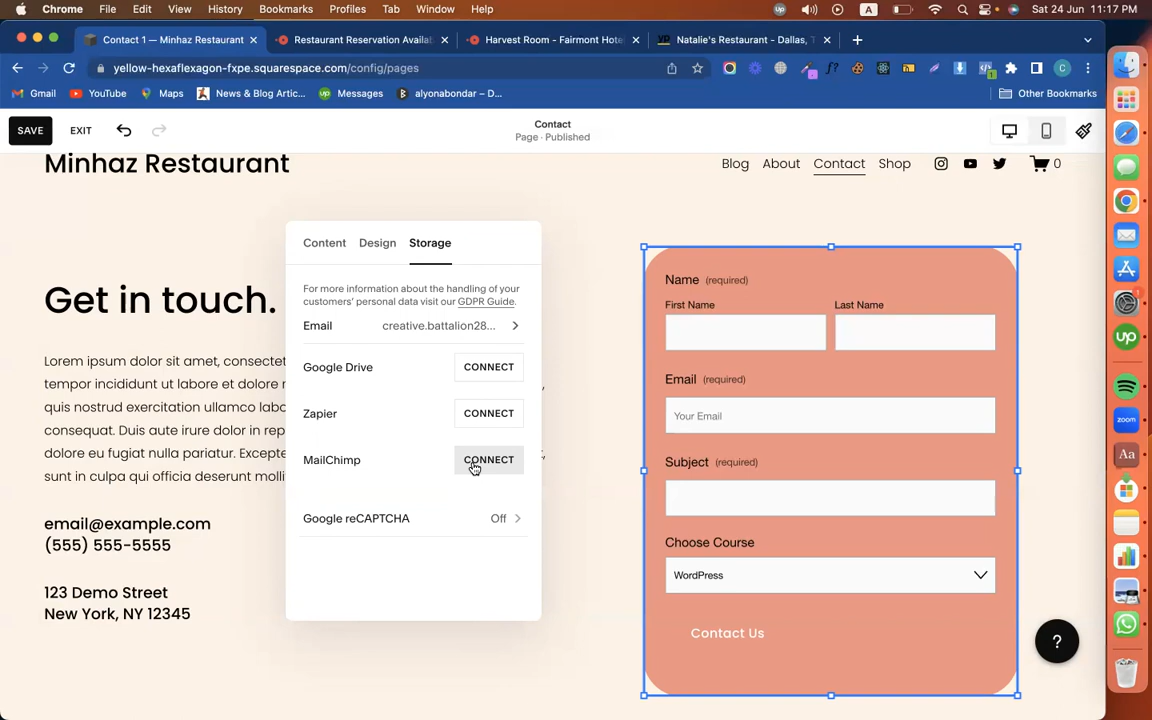 Chrome File Edit View History Bookmarks Profiles Tab Window Help A Sat 24 Jun 11:17 PM
Contact 1 — Minhaz Restaurant
Restaurant Reservation Availa
Harvest Room - Fairmont Hote
Natalie's Restaurant - Dallas, T
yellow-hexaflexagon-fxpe.squarespace.com/config/pages
Gmail YouTube Maps News & Blog Artic... Messages alyonabondar – D... Other Bookmarks
SAVE EXIT
Contact
Page · Published
Minhaz Restaurant
Blog About Contact Shop 0
Content Design Storage
For more information about the handling of your
customers' personal data visit our GDPR Guide.
Email creative.battalion28...
Google Drive CONNECT
Zapier CONNECT
MailChimp CONNECT
Google reCAPTCHA Off
Get in touch.
Lorem ipsum dolor sit amet, consectet
tempor incididunt ut labore et dolore r
quis nostrud exercitation ullamco labo
consequat. Duis aute irure dolor in rep
dolore eu fugiat nulla pariatur. Excepte
sunt in culpa qui officia deserunt molli
email@example.com
(555) 555-5555
123 Demo Street
New York, NY 12345
Name (required)
First Name Last Name
Email (required)
Your Email
Subject (required)
Choose Course
WordPress
Contact Us
?